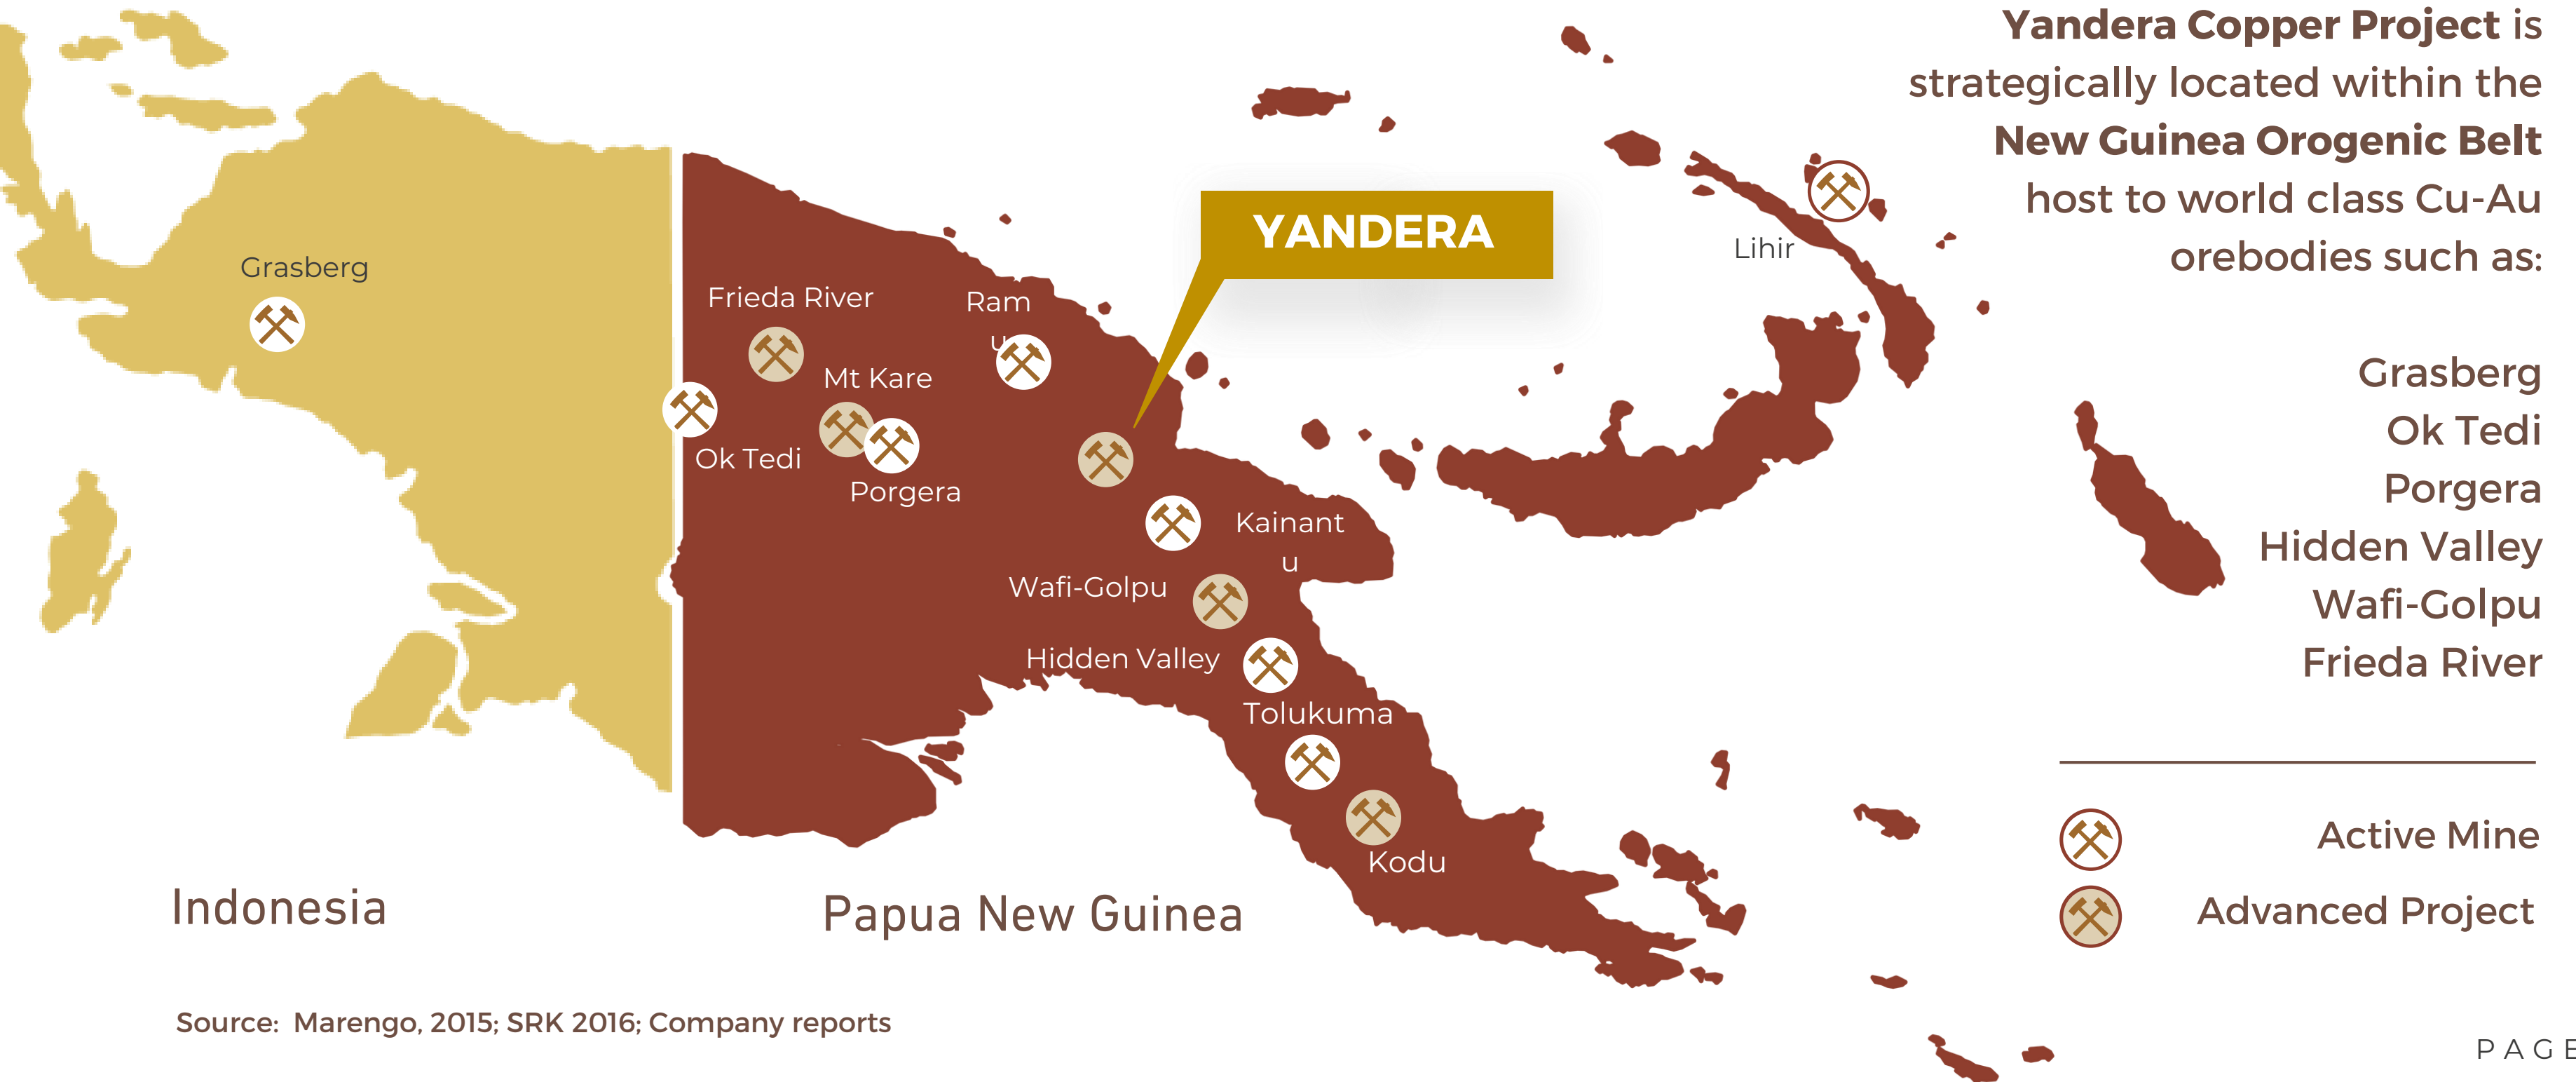 Yandera Copper Project is
strategically located within the
New Guinea Orogenic Belt
host to world class Cu-Au
orebodies such as:
Grasberg
Ok Tedi
Porgera
Hidden Valley
Wafi-Golpu
Frieda River
Active Mine
Advanced Project
YANDERA
Grasberg
Frieda River
Ram
u
Mt Kare
Ok Tedi
Porgera
Lihir
Kainant
u
Wafi-Golpu
Hidden Valley
Tolukuma
Kodu
Indonesia
Papua New Guinea
Source: Marengo, 2015; SRK 2016; Company reports
PAGE